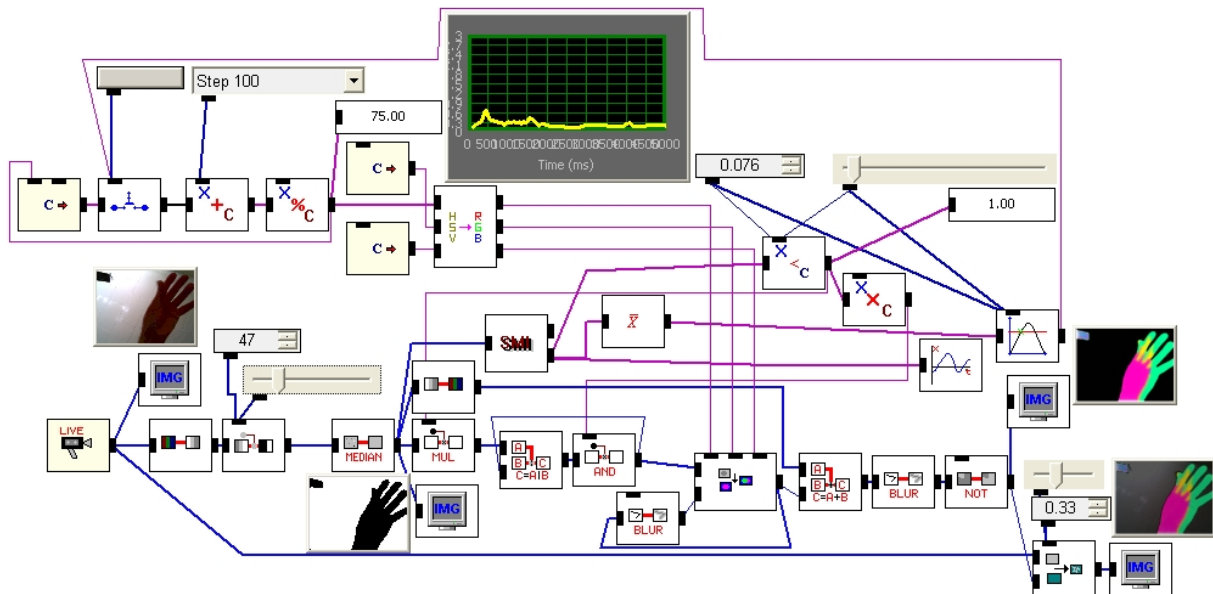 Step 100
75.00
Time (ms)
C
C
C
X + C
X % C
H S V → R G B
0.076
1.00
X < C
X × C
X̅
SMI
x
t
47
IMG
LIVE
MEDIAN
MUL
A
B C
C=A|B
AND
IMG
BLUR
A
B C
C=A+B
BLUR
NOT
IMG
0.33
IMG